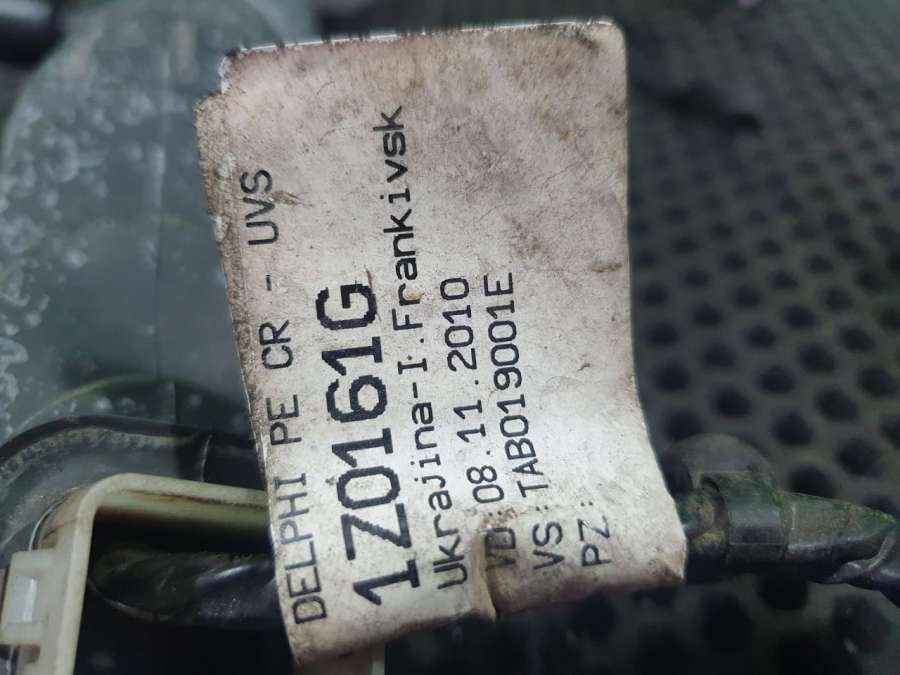 DELPHI PE CR - UVS
1Z0161G
Ukrajina-I.Frankivsk
VD:08.11.2010
VS:TAB019001E
PZ: